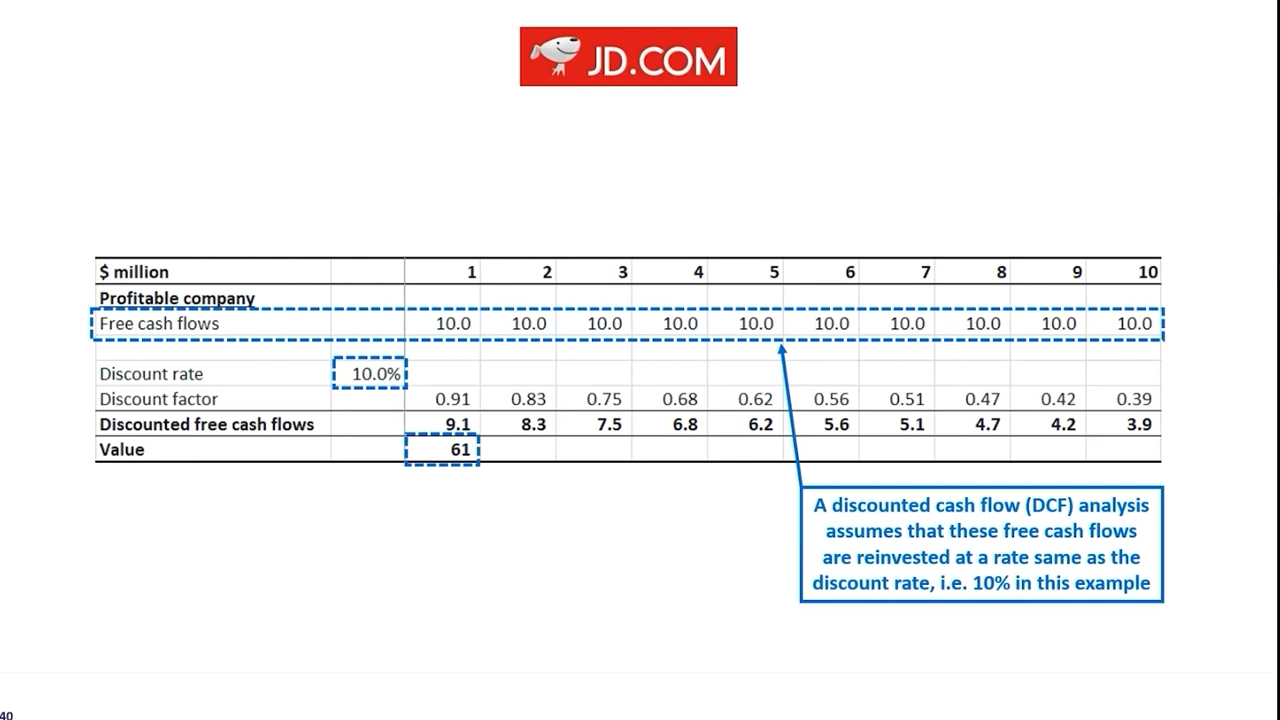 JD.COM
$ million 1 2 3 4 5 6 7 8 9 10
Profitable company
Free cash flows 10.0 10.0 10.0 10.0 10.0 10.0 10.0 10.0 10.0 10.0
Discount rate 10.0%
Discount factor 0.91 0.83 0.75 0.68 0.62 0.56 0.51 0.47 0.42 0.39
Discounted free cash flows 9.1 8.3 7.5 6.8 6.2 5.6 5.1 4.7 4.2 3.9
Value 61
A discounted cash flow (DCF) analysis
assumes that these free cash flows
are reinvested at a rate same as the
discount rate, i.e. 10% in this example
40